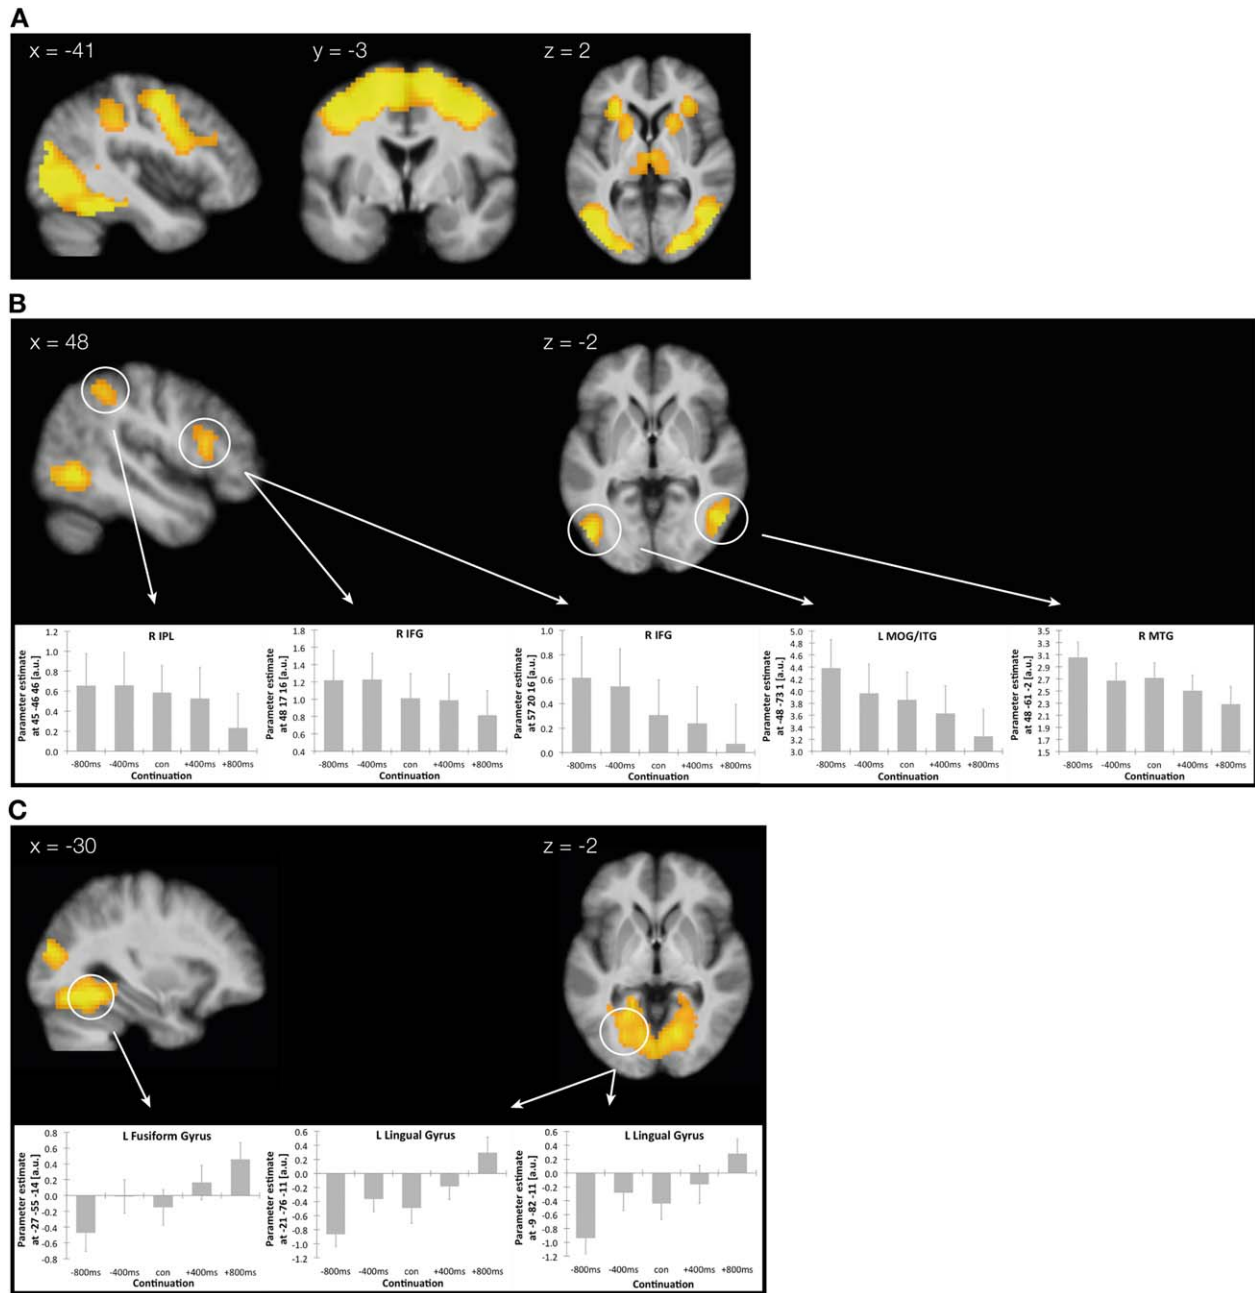 A
x = -41
y = -3
z = 2
B
x = 48
z = -2
R IPL
Parameter estimate
at 45 -46 46 [a.u.]
1.2
1.0
0.8
0.6
0.4
0.2
0.0
-800ms -400ms con +400ms +800ms
Continuation
R IFG
Parameter estimate
at 48 17 16 [a.u.]
1.8
1.6
1.4
1.2
1.0
0.8
0.6
0.4
-800ms -400ms con +400ms +800ms
Continuation
R IFG
Parameter estimate
at 57 20 16 [a.u.]
1.0
0.8
0.6
0.4
0.2
0.0
-800ms -400ms con +400ms +800ms
Continuation
L MOG/ITG
Parameter estimate
at -48 -73 1 [a.u.]
5.0
4.8
4.6
4.4
4.2
4.0
3.8
3.6
3.4
3.2
3.0
-800ms -400ms con +400ms +800ms
Continuation
R MTG
Parameter estimate
at 48 -61 -2 [a.u.]
3.5
3.3
3.1
2.9
2.7
2.5
2.3
2.1
1.9
1.7
1.5
-800ms -400ms con +400ms +800ms
Continuation
C
x = -30
z = -2
L Fusiform Gyrus
Parameter estimate
at -27 -55 -14 [a.u.]
0.8
0.6
0.4
0.2
0.0
-0.2
-0.4
-0.6
-0.8
-800ms -400ms con +400ms +800ms
Continuation
L Lingual Gyrus
Parameter estimate
at -21 -76 -11 [a.u.]
0.6
0.4
0.2
0.0
-0.2
-0.4
-0.6
-0.8
-1.0
-1.2
-800ms -400ms con +400ms +800ms
Continuation
L Lingual Gyrus
Parameter estimate
at -9 -82 -11 [a.u.]
0.6
0.4
0.2
0.0
-0.2
-0.4
-0.6
-0.8
-1.0
-1.2
-800ms -400ms con +400ms +800ms
Continuation